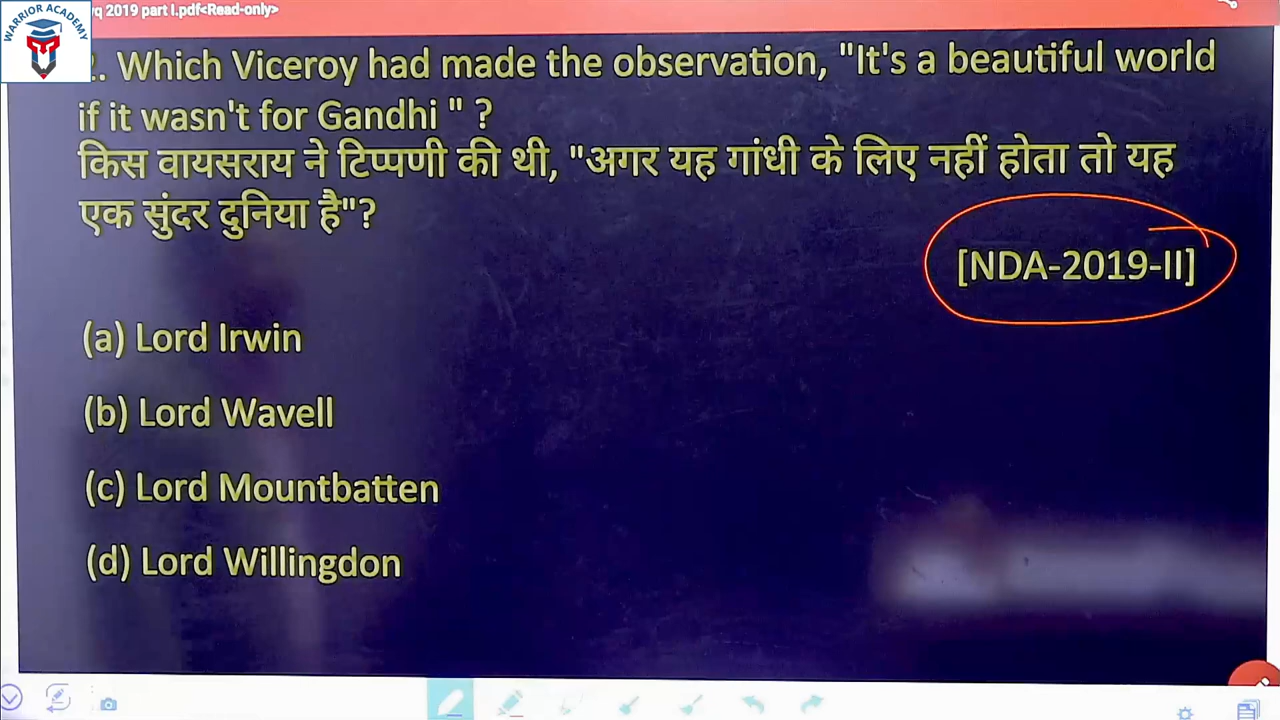 yq 2019 part I.pdf<Read-only>
WARRIOR ACADEMY
2. Which Viceroy had made the observation, "It's a beautiful world
if it wasn't for Gandhi " ?
किस वायसराय ने टिप्पणी की थी, "अगर यह गांधी के लिए नहीं होता तो यह
एक सुंदर दुनिया है"?
[NDA-2019-II]
(a) Lord Irwin
(b) Lord Wavell
(c) Lord Mountbatten
(d) Lord Willingdon